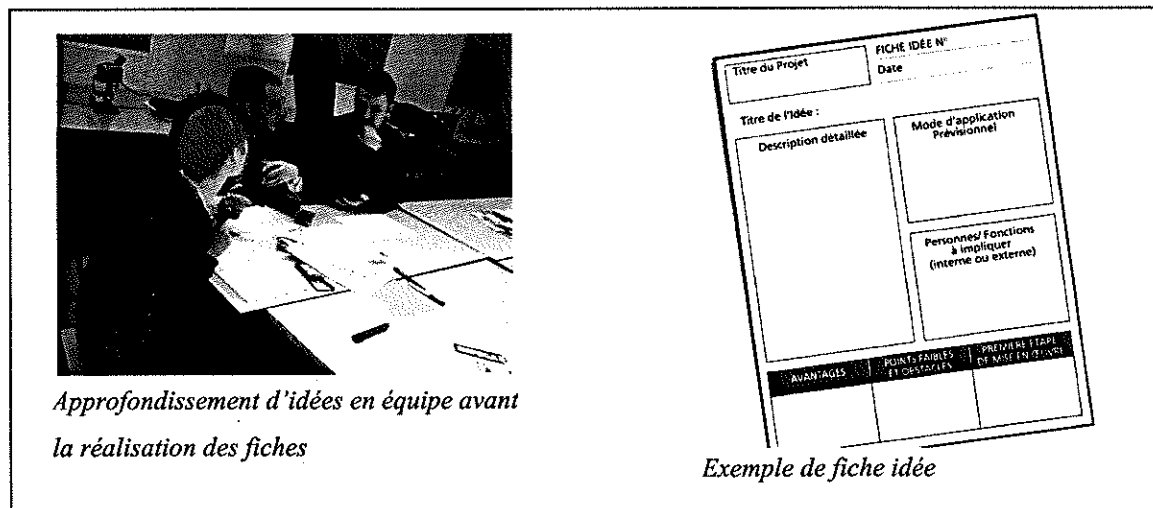 Titre du Projet
FICHE IDÉE N°
Date
Titre de l'Idée :
Description détaillée
Mode d'application
Prévisionnel
Personnes/ Fonctions
à impliquer
(interne ou externe)
AVANTAGES
POINTS FAIBLES
ET OBSTACLES
PREMIÈRE ÉTAPE
DE MISE EN ŒUVRE
Approfondissement d'idées en équipe avant
la réalisation des fiches
Exemple de fiche idée